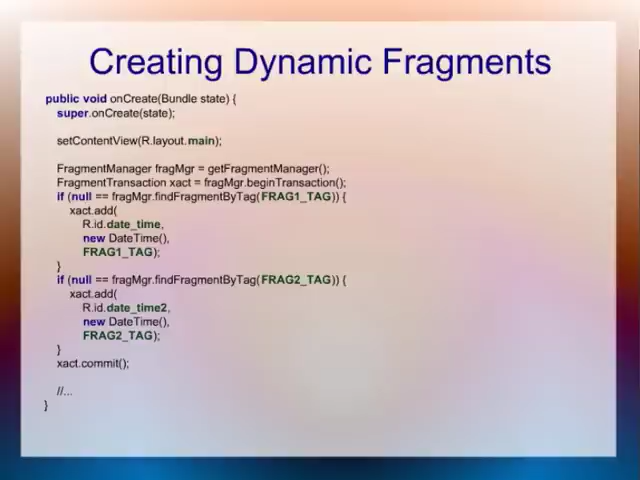 Creating Dynamic Fragments
public void onCreate(Bundle state) {
super.onCreate(state);
setContentView(R.layout.main);
FragmentManager fragMgr = getFragmentManager();
FragmentTransaction xact = fragMgr.beginTransaction();
if (null == fragMgr.findFragmentByTag(FRAG1_TAG)) {
xact.add(
R.id.date_time,
new DateTime(),
FRAG1_TAG);
}
if (null == fragMgr.findFragmentByTag(FRAG2_TAG)) {
xact.add(
R.id.date_time2,
new DateTime(),
FRAG2_TAG);
}
xact.commit();
//...
}